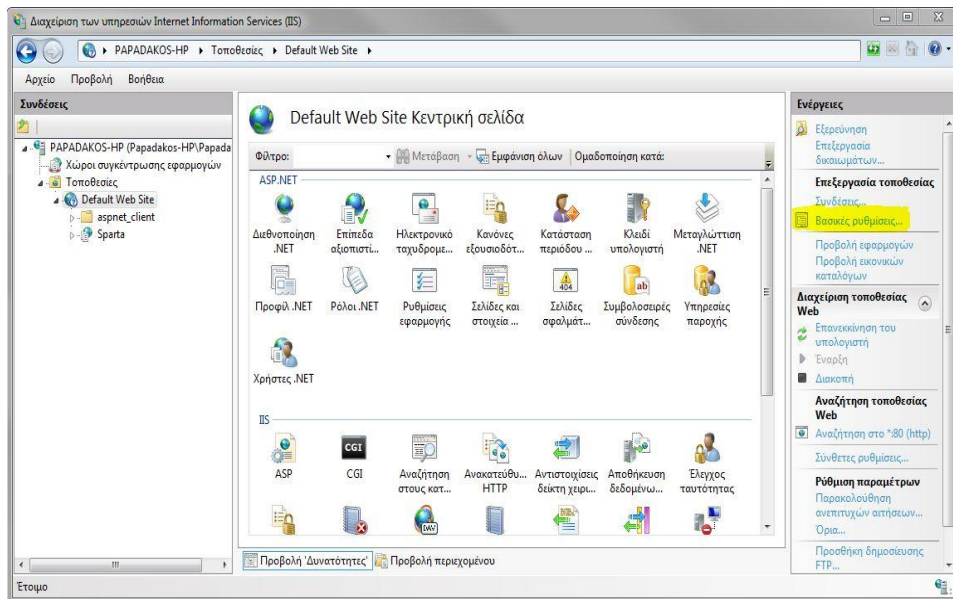 Διαχείριση των υπηρεσιών Internet Information Services (IIS)
PAPADAKOS-HP Τοποθεσίες Default Web Site
Αρχείο Προβολή Βοήθεια
Συνδέσεις
PAPADAKOS-HP (Papadakos-HP\Papada
Χώροι συγκέντρωσης εφαρμογών
Τοποθεσίες
Default Web Site
aspnet_client
Sparta
Default Web Site Κεντρική σελίδα
Φίλτρο: Μετάβαση Εμφάνιση όλων Ομαδοποίηση κατά:
ASP.NET
Διεθνοποίηση .NET
Επίπεδα αξιοπιστί...
Ηλεκτρονικό ταχυδρομε...
Κανόνες εξουσιοδότ...
Κατάσταση περιόδου ...
Κλειδί υπολογιστή
Μεταγλώττιση .NET
Προφίλ .NET
Ρόλοι .NET
Ρυθμίσεις εφαρμογής
Σελίδες και στοιχεία ...
404
Σελίδες σφαλμάτ...
ab
Συμβολοσειρές σύνδεσης
Υπηρεσίες παροχής
Χρήστες .NET
IIS
ASP
CGI
CGI
Αναζήτηση στους κατ...
Ανακατεύθυ... HTTP
Αντιστοιχίσεις δείκτη χειρι...
Αποθήκευση δεδομένω...
Έλεγχος ταυτότητας
DAV
Προβολή 'Δυνατότητες' Προβολή περιεχομένου
Ενέργειες
Εξερεύνηση
Επεξεργασία
δικαιωμάτων...
Επεξεργασία τοποθεσίας
Συνδέσεις...
Βασικές ρυθμίσεις...
Προβολή εφαρμογών
Προβολή εικονικών
καταλόγων
Διαχείριση τοποθεσίας
Web
Επανεκκίνηση του
υπολογιστή
Έναρξη
Διακοπή
Αναζήτηση τοποθεσίας
Web
Αναζήτηση στο *:80 (http)
Σύνθετες ρυθμίσεις...
Ρύθμιση παραμέτρων
Παρακολούθηση
ανεπιτυχών αιτήσεων...
Όρια...
Προσθήκη δημοσίευσης
FTP...
Έτοιμο